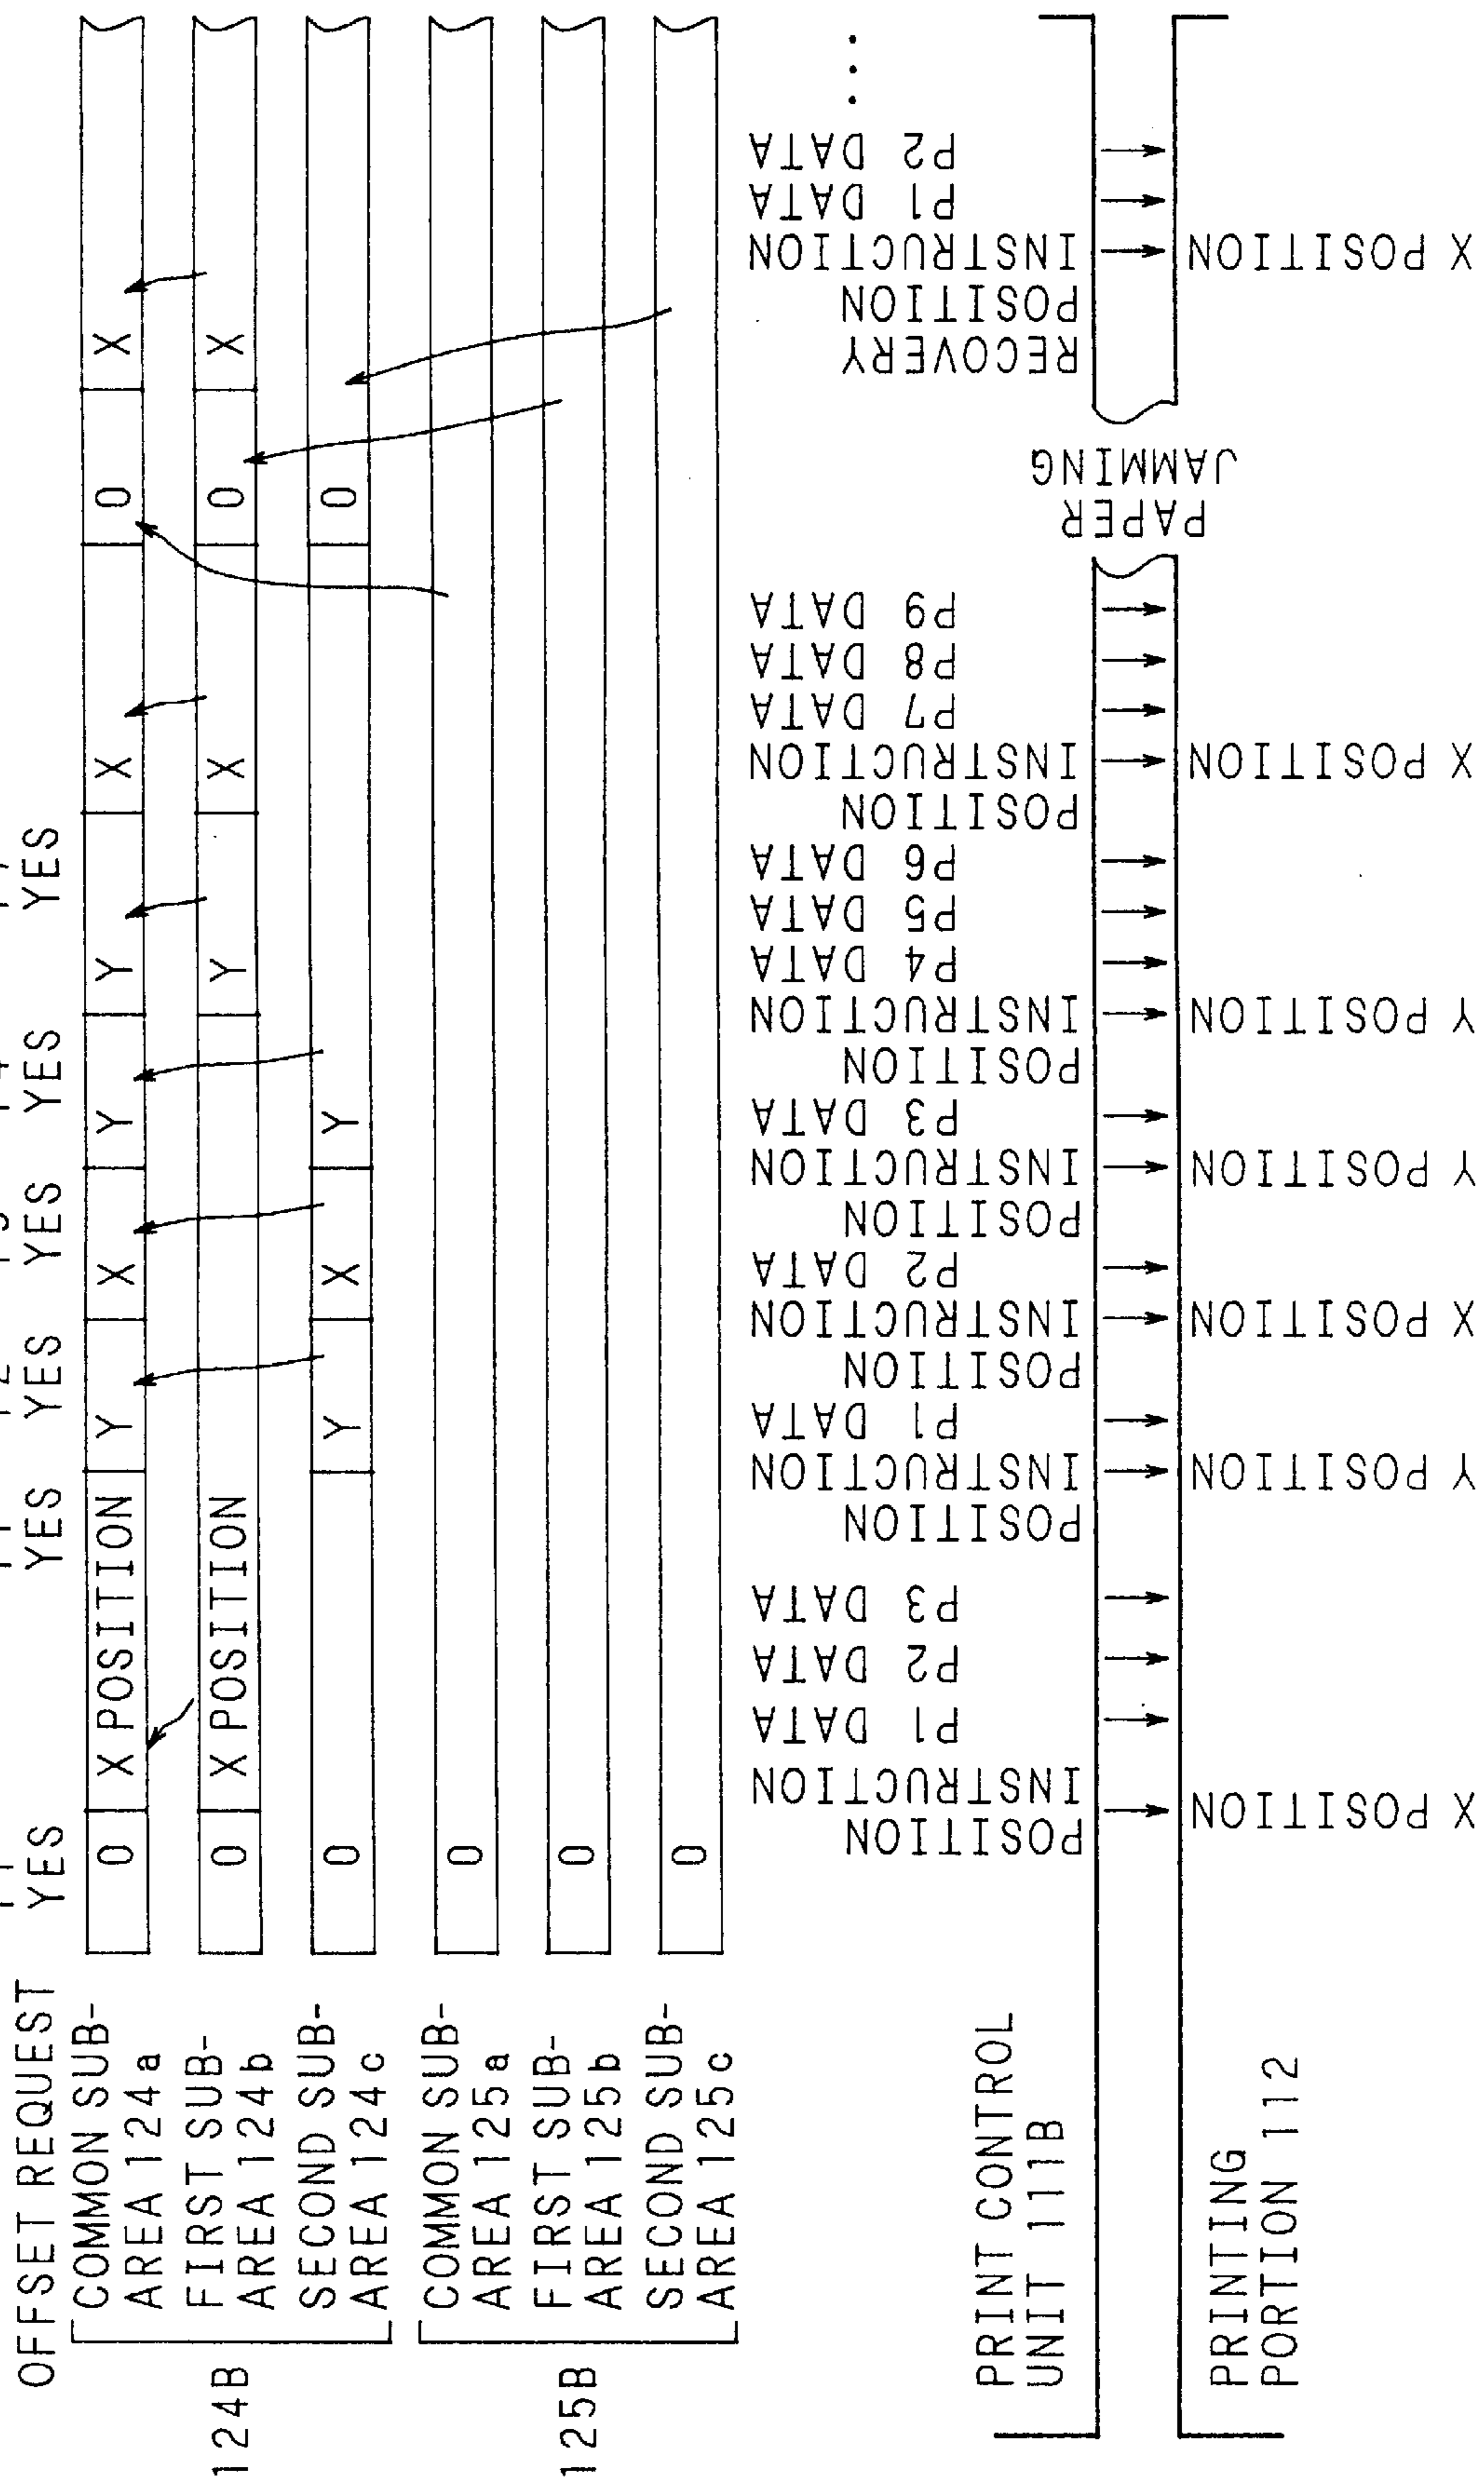 OFFSET REQUEST
YES
YES
YES
YES
YES
YES
124B
COMMON SUB-
AREA 124a
0
X POSITION
Y
X
Y
Y
X
0
X
FIRST SUB-
AREA 124b
0
X POSITION
Y
X
0
X
SECOND SUB-
AREA 124c
0
Y
X
Y
0
125B
COMMON SUB-
AREA 125a
0
FIRST SUB-
AREA 125b
0
SECOND SUB-
AREA 125c
0
PRINT CONTROL
UNIT 111B
POSITION
INSTRUCTION
P1 DATA
P2 DATA
P3 DATA
POSITION
INSTRUCTION
P1 DATA
POSITION
INSTRUCTION
P2 DATA
POSITION
INSTRUCTION
P3 DATA
POSITION
INSTRUCTION
P4 DATA
P5 DATA
P6 DATA
POSITION
INSTRUCTION
P7 DATA
P8 DATA
P9 DATA
PAPER
JAMMING
RECOVERY
POSITION
INSTRUCTION
P1 DATA
P2 DATA
...
PRINTING
PORTION 112
X POSITION
Y POSITION
X POSITION
Y POSITION
Y POSITION
X POSITION
X POSITION